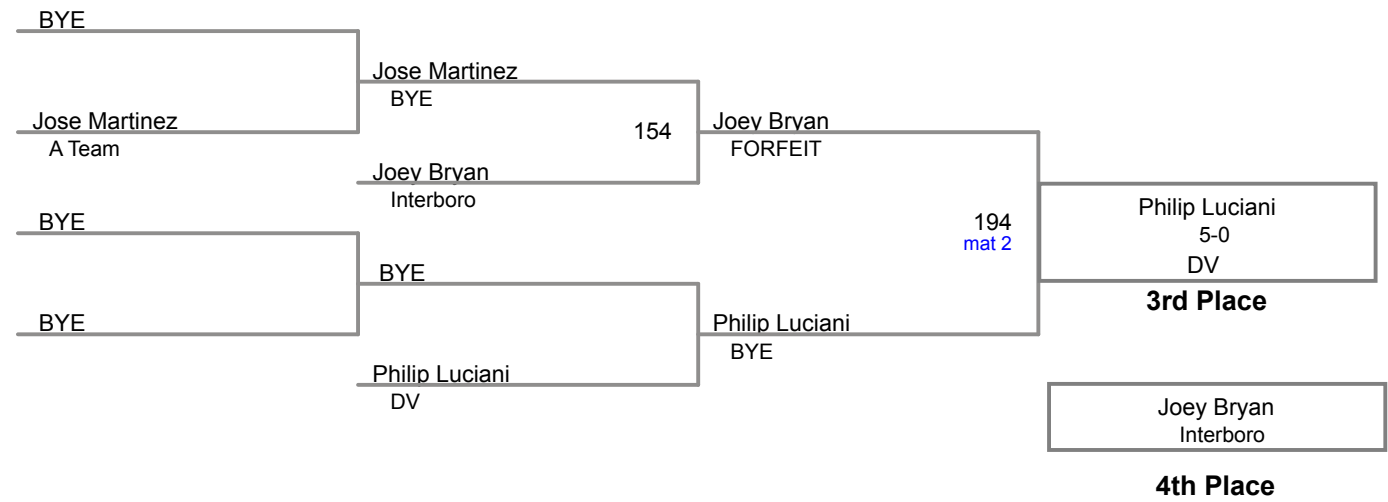 BYE
Jose Martinez
BYE
Jose Martinez
A Team
154
Joey Bryan
FORFEIT
Joey Bryan
Interboro
Philip Luciani
5-0
DV
3rd Place
194
mat 2
BYE
BYE
BYE
Philip Luciani
BYE
Philip Luciani
DV
Joey Bryan
Interboro
4th Place